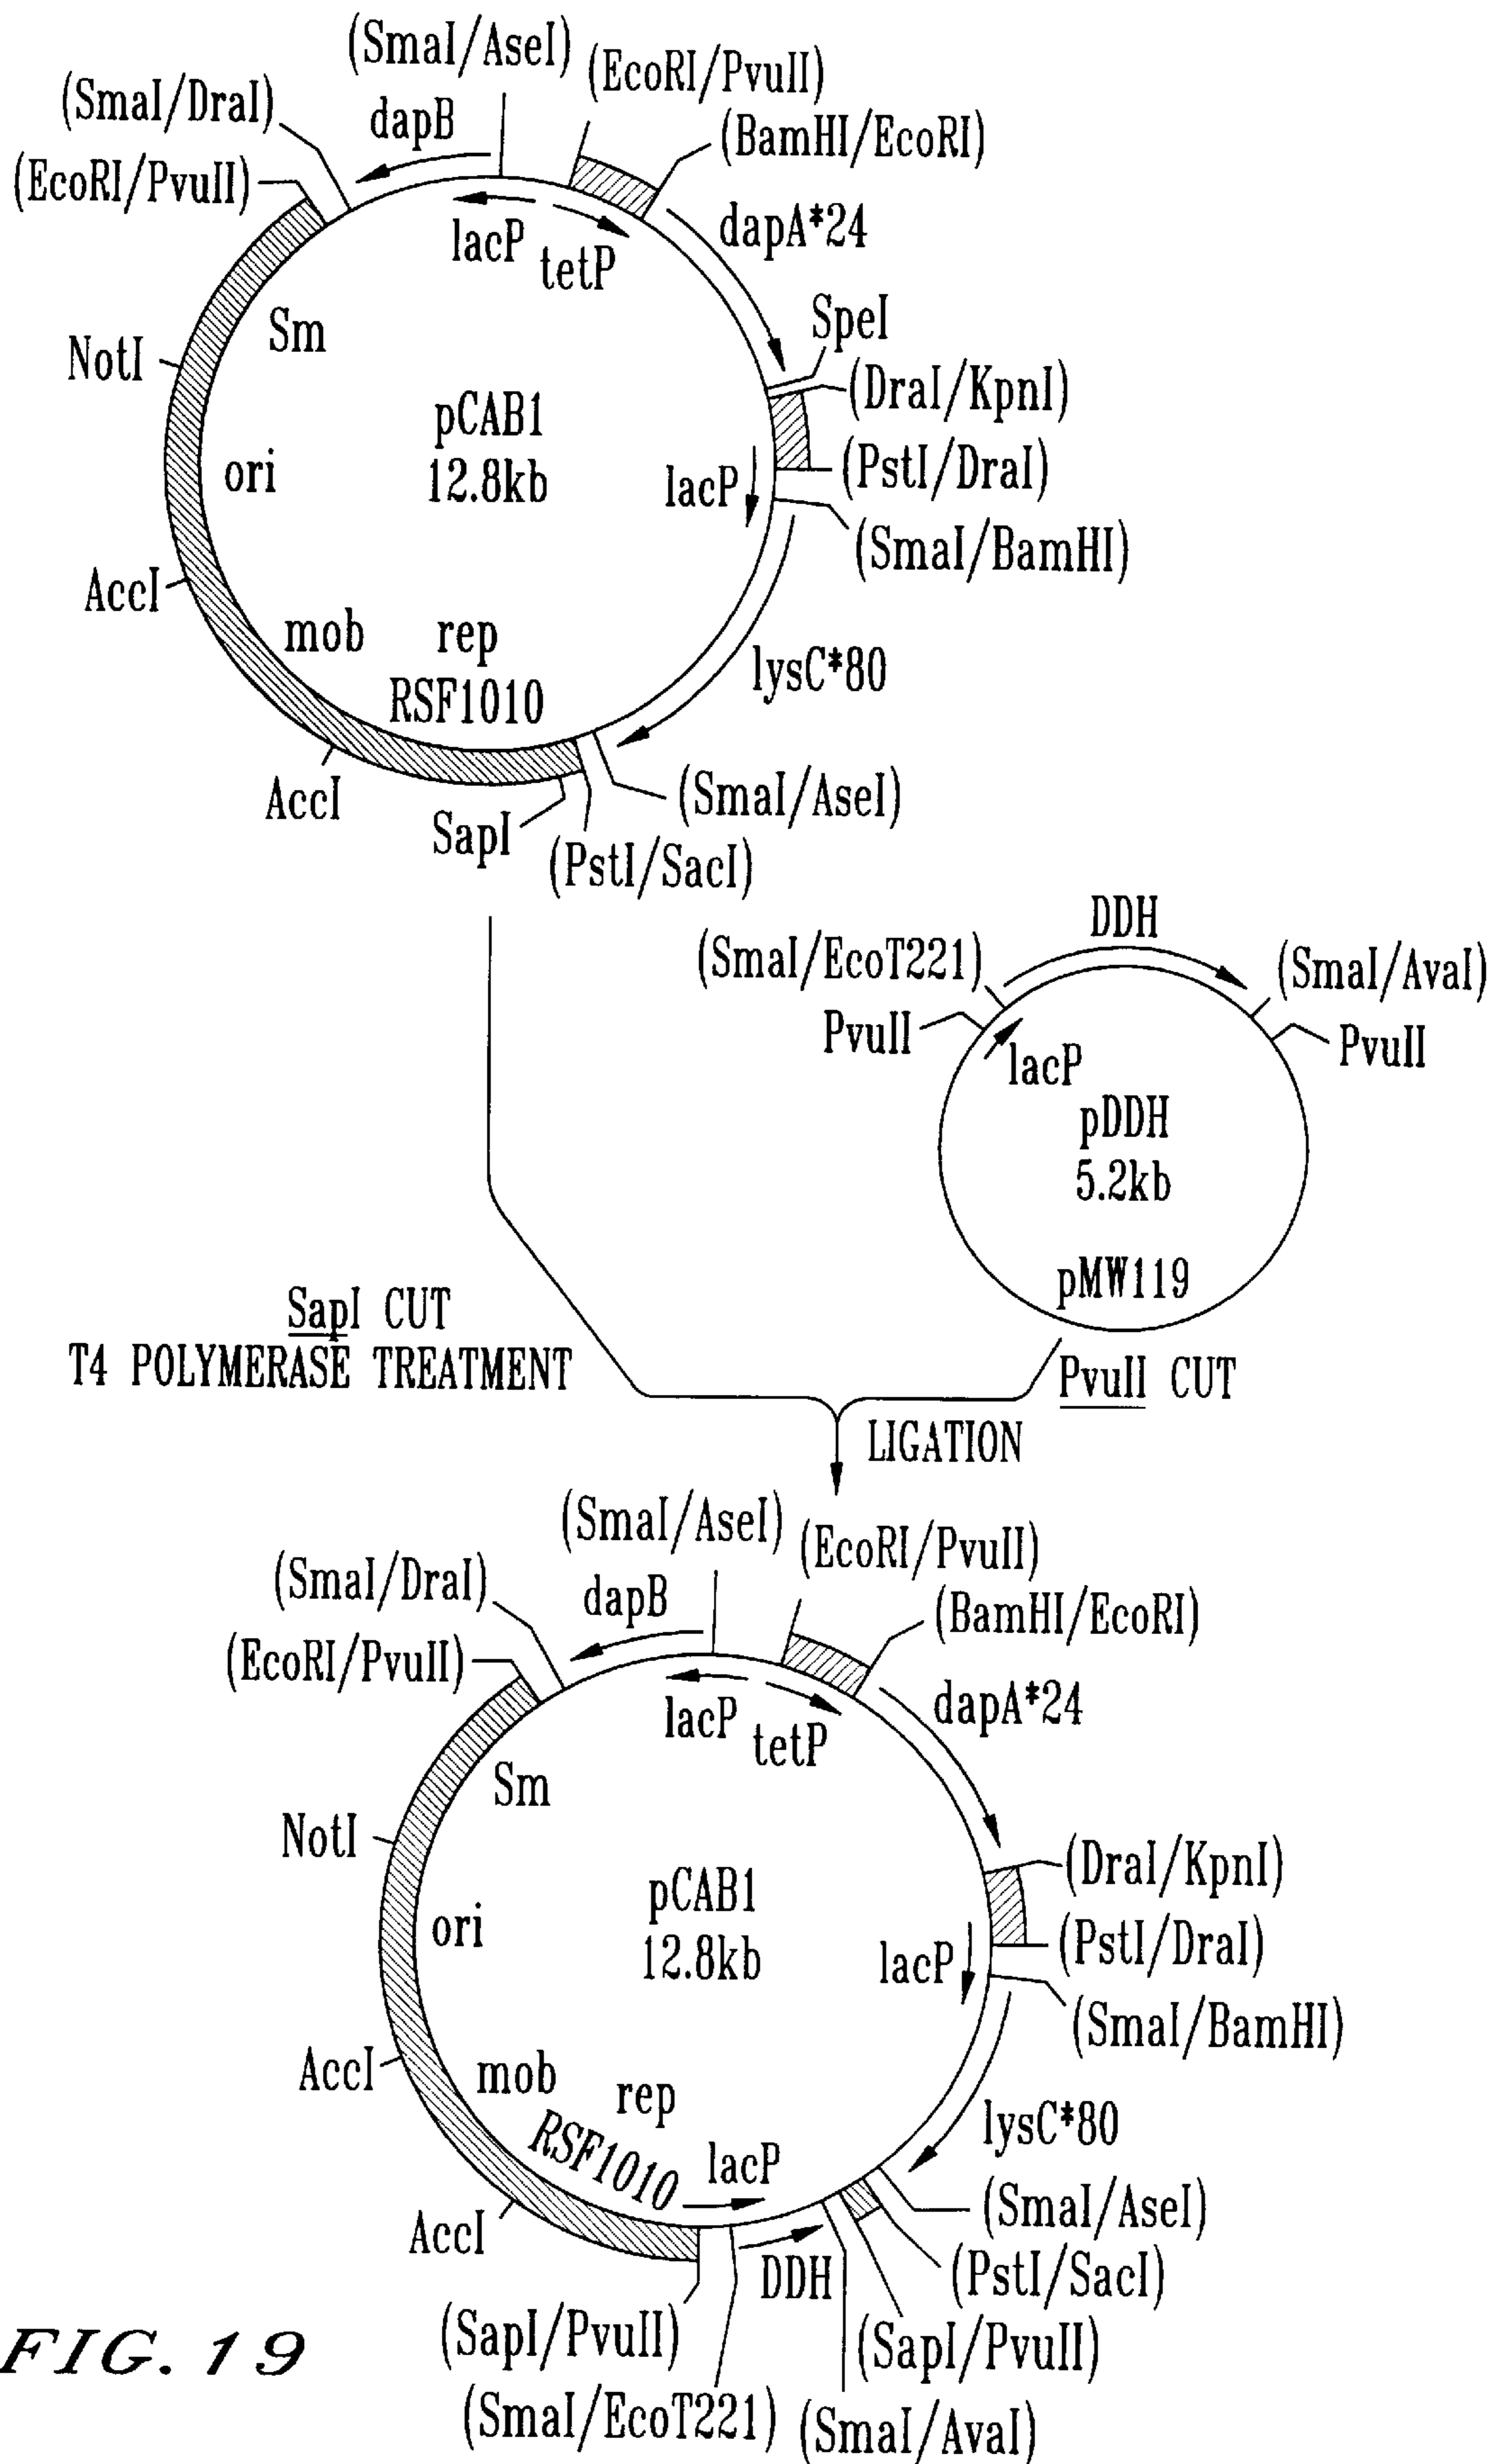 (SmaI/AseI)
(EcoRI/PvuII)
(SmaI/DraI)
dapB
(BamHI/EcoRI)
(EcoRI/PvuII)
lacP
tetP
dapA*24
SpeI
Sm
NotI
(DraI/KpnI)
pCAB1
12.8kb
ori
lacP
(PstI/DraI)
(SmaI/BamHI)
AccI
mob
rep
RSF1010
lysC*80
AccI
(SmaI/AseI)
SapI
(PstI/SacI)
DDH
(SmaI/EcoT221)
(SmaI/AvaI)
PvuII
PvuII
lacP
pDDH
5.2kb
pMW119
SapI CUT
T4 POLYMERASE TREATMENT
PvuII CUT
LIGATION
(SmaI/AseI)
(EcoRI/PvuII)
(SmaI/DraI)
dapB
(BamHI/EcoRI)
(EcoRI/PvuII)
lacP
tetP
dapA*24
Sm
NotI
(DraI/KpnI)
pCAB1
12.8kb
ori
lacP
(PstI/DraI)
(SmaI/BamHI)
AccI
mob
rep
RSF1010
lacP
lysC*80
AccI
(SmaI/AseI)
DDH
(PstI/SacI)
(SapI/PvuII)
(SapI/PvuII)
(SmaI/EcoT221)
(SmaI/AvaI)
FIG. 19